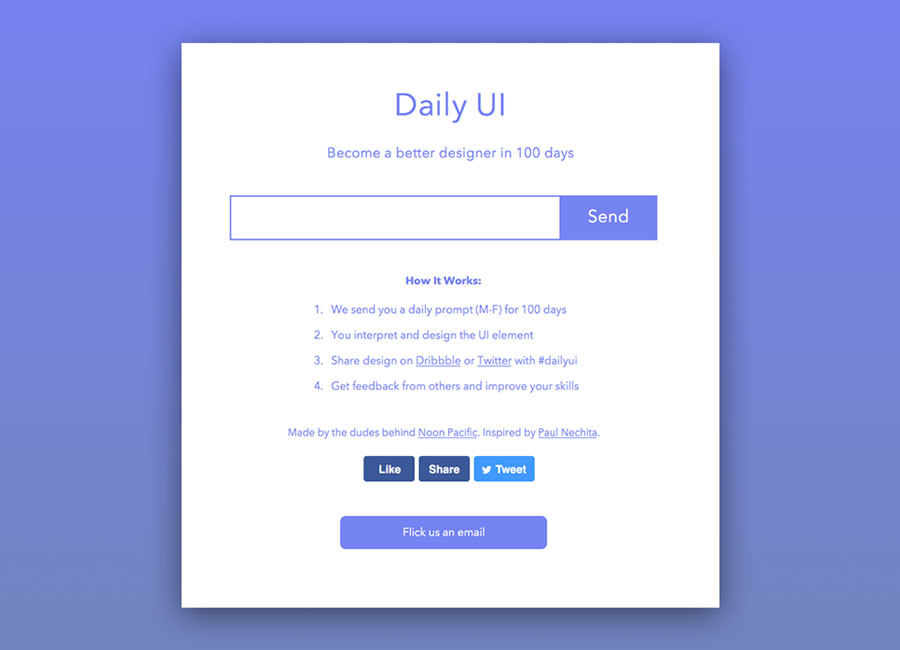 Daily UI
Become a better designer in 100 days
Send
How It Works:
1. We send you a daily prompt (M-F) for 100 days
2. You interpret and design the UI element
3. Share design on Dribbble or Twitter with #dailyui
4. Get feedback from others and improve your skills
Made by the dudes behind Noon Pacific. Inspired by Paul Nechita.
Like Share Tweet
Flick us an email